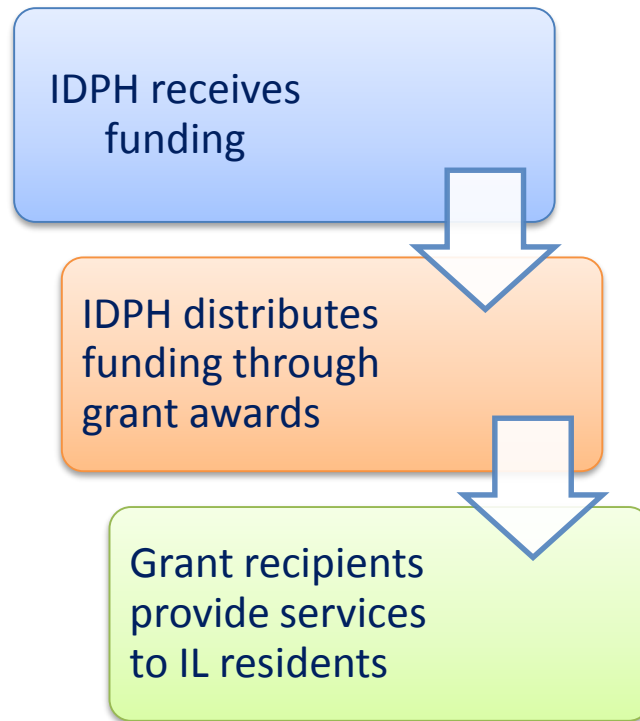 IDPH receives
funding
IDPH distributes
funding through
grant awards
Grant recipients
provide services
to IL residents